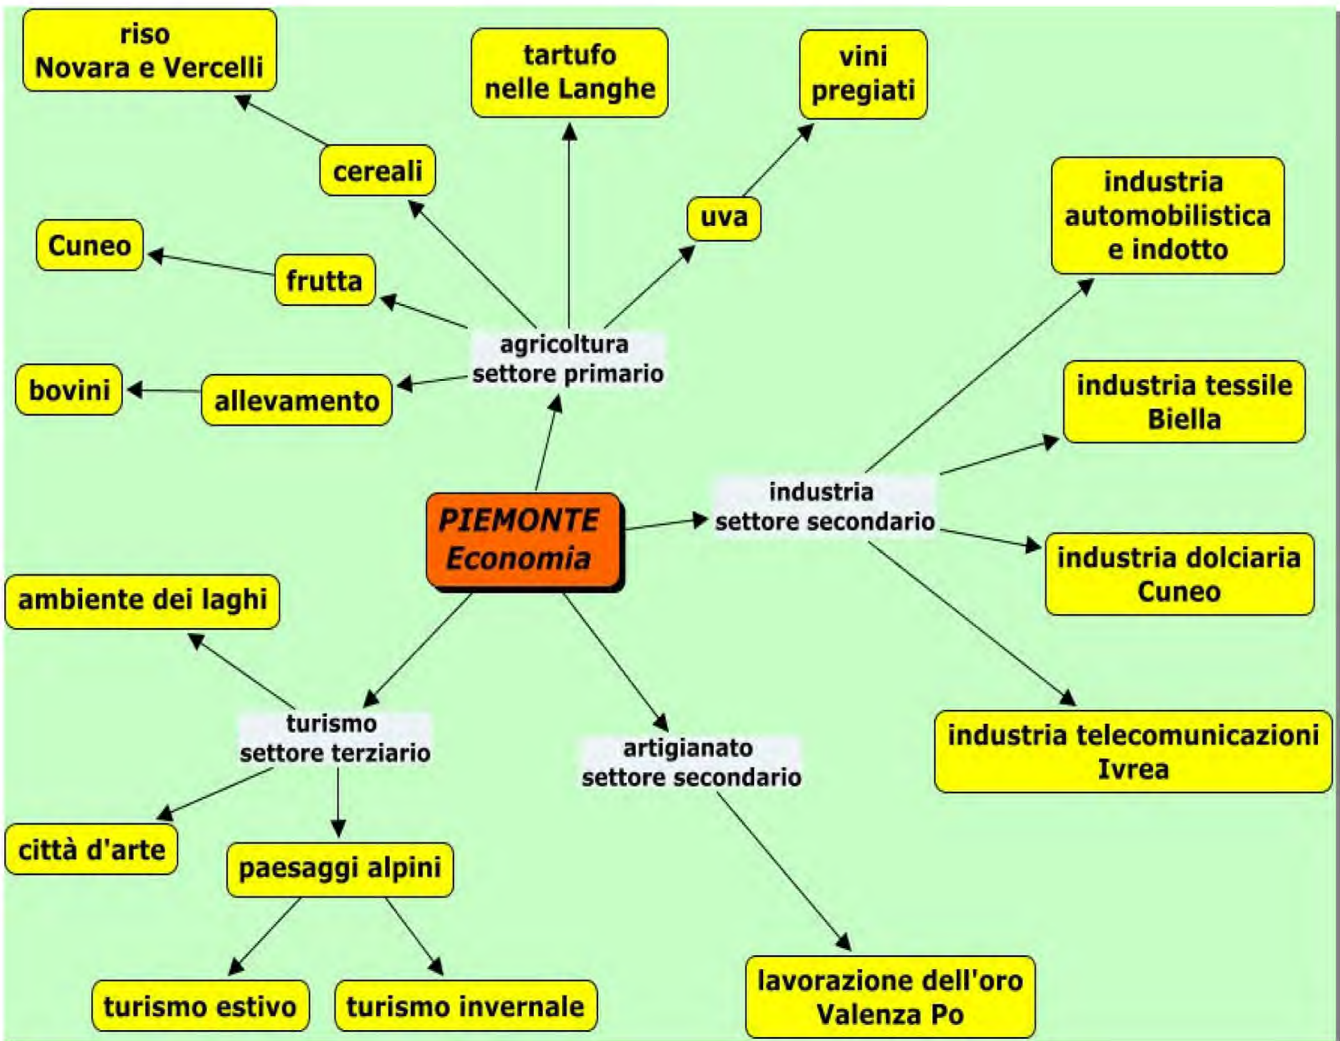 riso
Novara e Vercelli
tartufo
nelle Langhe
vini
pregiati
cereali
uva
industria
automobilistica
e indotto
Cuneo
frutta
agricoltura
settore primario
bovini
allevamento
industria tessile
Biella
industria
settore secondario
PIEMONTE
Economia
industria dolciaria
Cuneo
ambiente dei laghi
turismo
settore terziario
artigianato
settore secondario
industria telecomunicazioni
Ivrea
città d'arte
paesaggi alpini
turismo estivo
turismo invernale
lavorazione dell'oro
Valenza Po